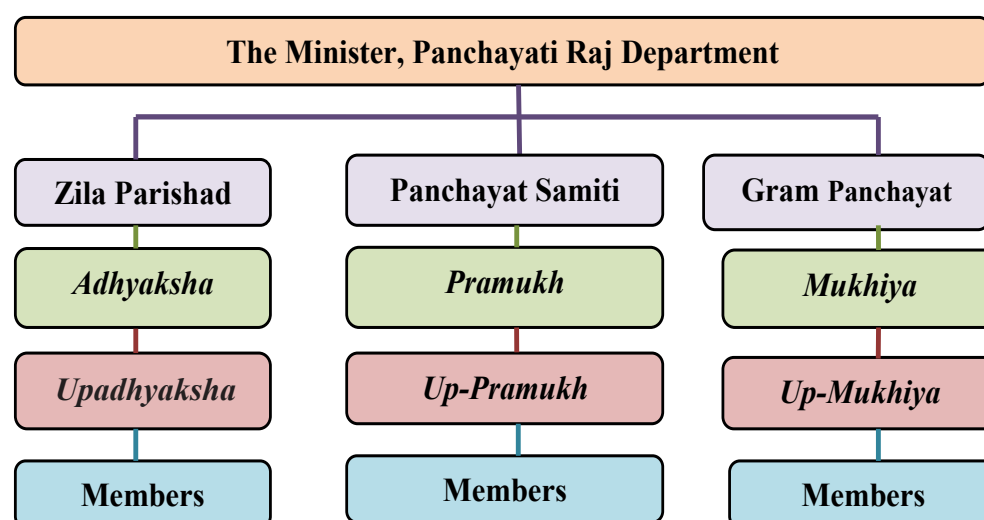 The Minister, Panchayati Raj Department
Zila Parishad
Panchayat Samiti
Gram Panchayat
Adhyaksha
Pramukh
Mukhiya
Upadhyaksha
Up-Pramukh
Up-Mukhiya
Members
Members
Members